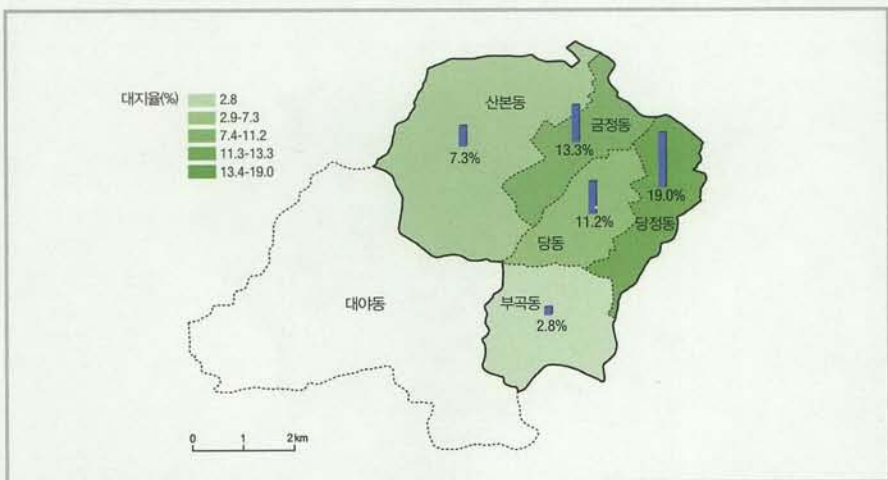 대지율(%)
2.8
2.9-7.3
7.4-11.2
11.3-13.3
13.4-19.0
산본동
7.3%
금정동
13.3%
19.0%
당정동
11.2%
당동
대야동
부곡동
2.8%
0 1 2km